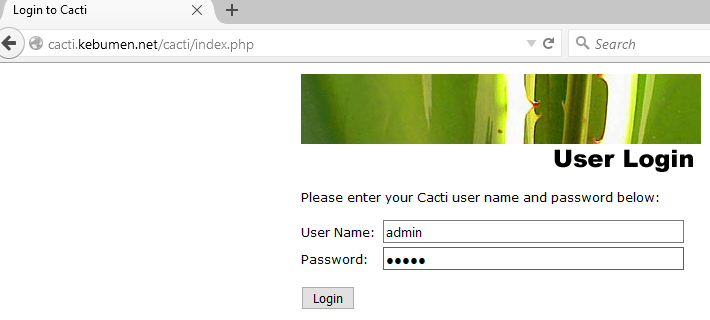 Login to Cacti
cacti.kebumen.net/cacti/index.php
Search
User Login
Please enter your Cacti user name and password below:
User Name: admin
Password: ●●●●●
Login